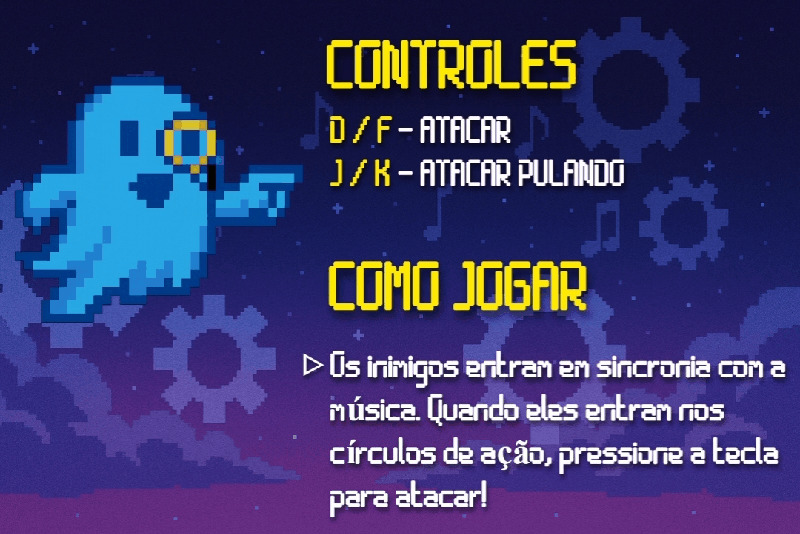 CONTROLES
D / F – ATACAR
J / K – ATACAR PULANDO
COMO JOGAR
▷ Os inimigos entram em sincronia com a
música. Quando eles entram nos
círculos de ação, pressione a tecla
para atacar!